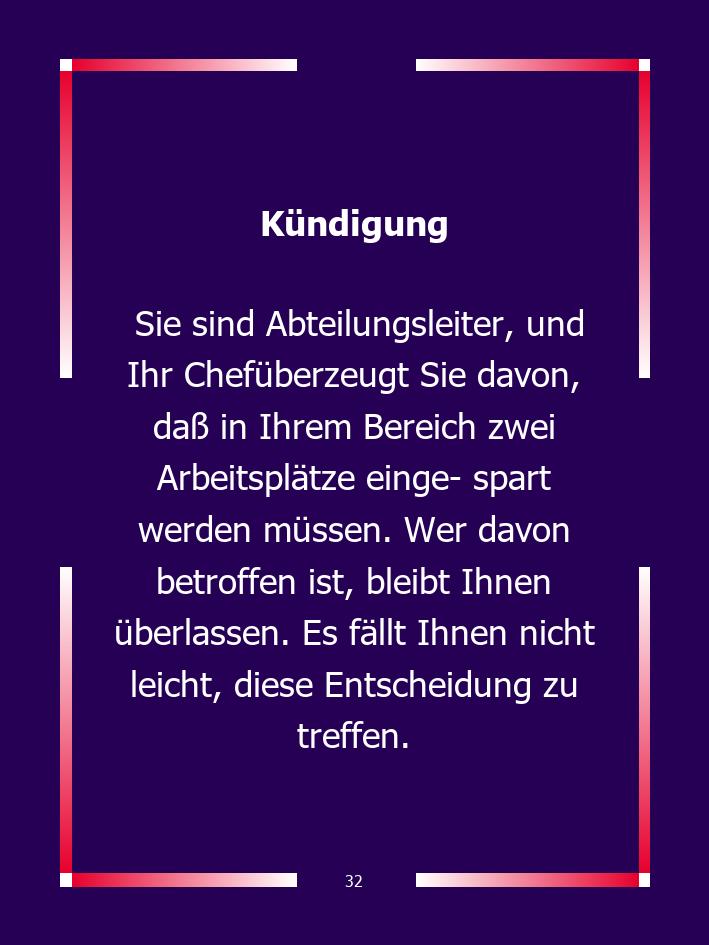 Kündigung
Sie sind Abteilungsleiter, und
Ihr Chefüberzeugt Sie davon,
daß in Ihrem Bereich zwei
Arbeitsplätze einge- spart
werden müssen. Wer davon
betroffen ist, bleibt Ihnen
überlassen. Es fällt Ihnen nicht
leicht, diese Entscheidung zu
treffen.
32